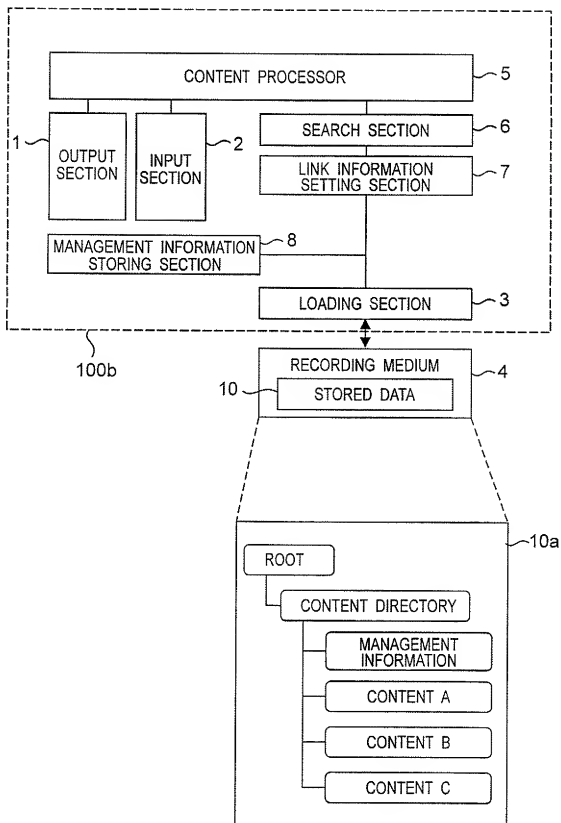 CONTENT PROCESSOR
5
1
OUTPUT
SECTION
INPUT
SECTION
2
SEARCH SECTION
6
LINK INFORMATION
SETTING SECTION
7
MANAGEMENT INFORMATION
STORING SECTION
8
LOADING SECTION
3
100b
RECORDING MEDIUM
4
10
STORED DATA
10a
ROOT
CONTENT DIRECTORY
MANAGEMENT
INFORMATION
CONTENT A
CONTENT B
CONTENT C